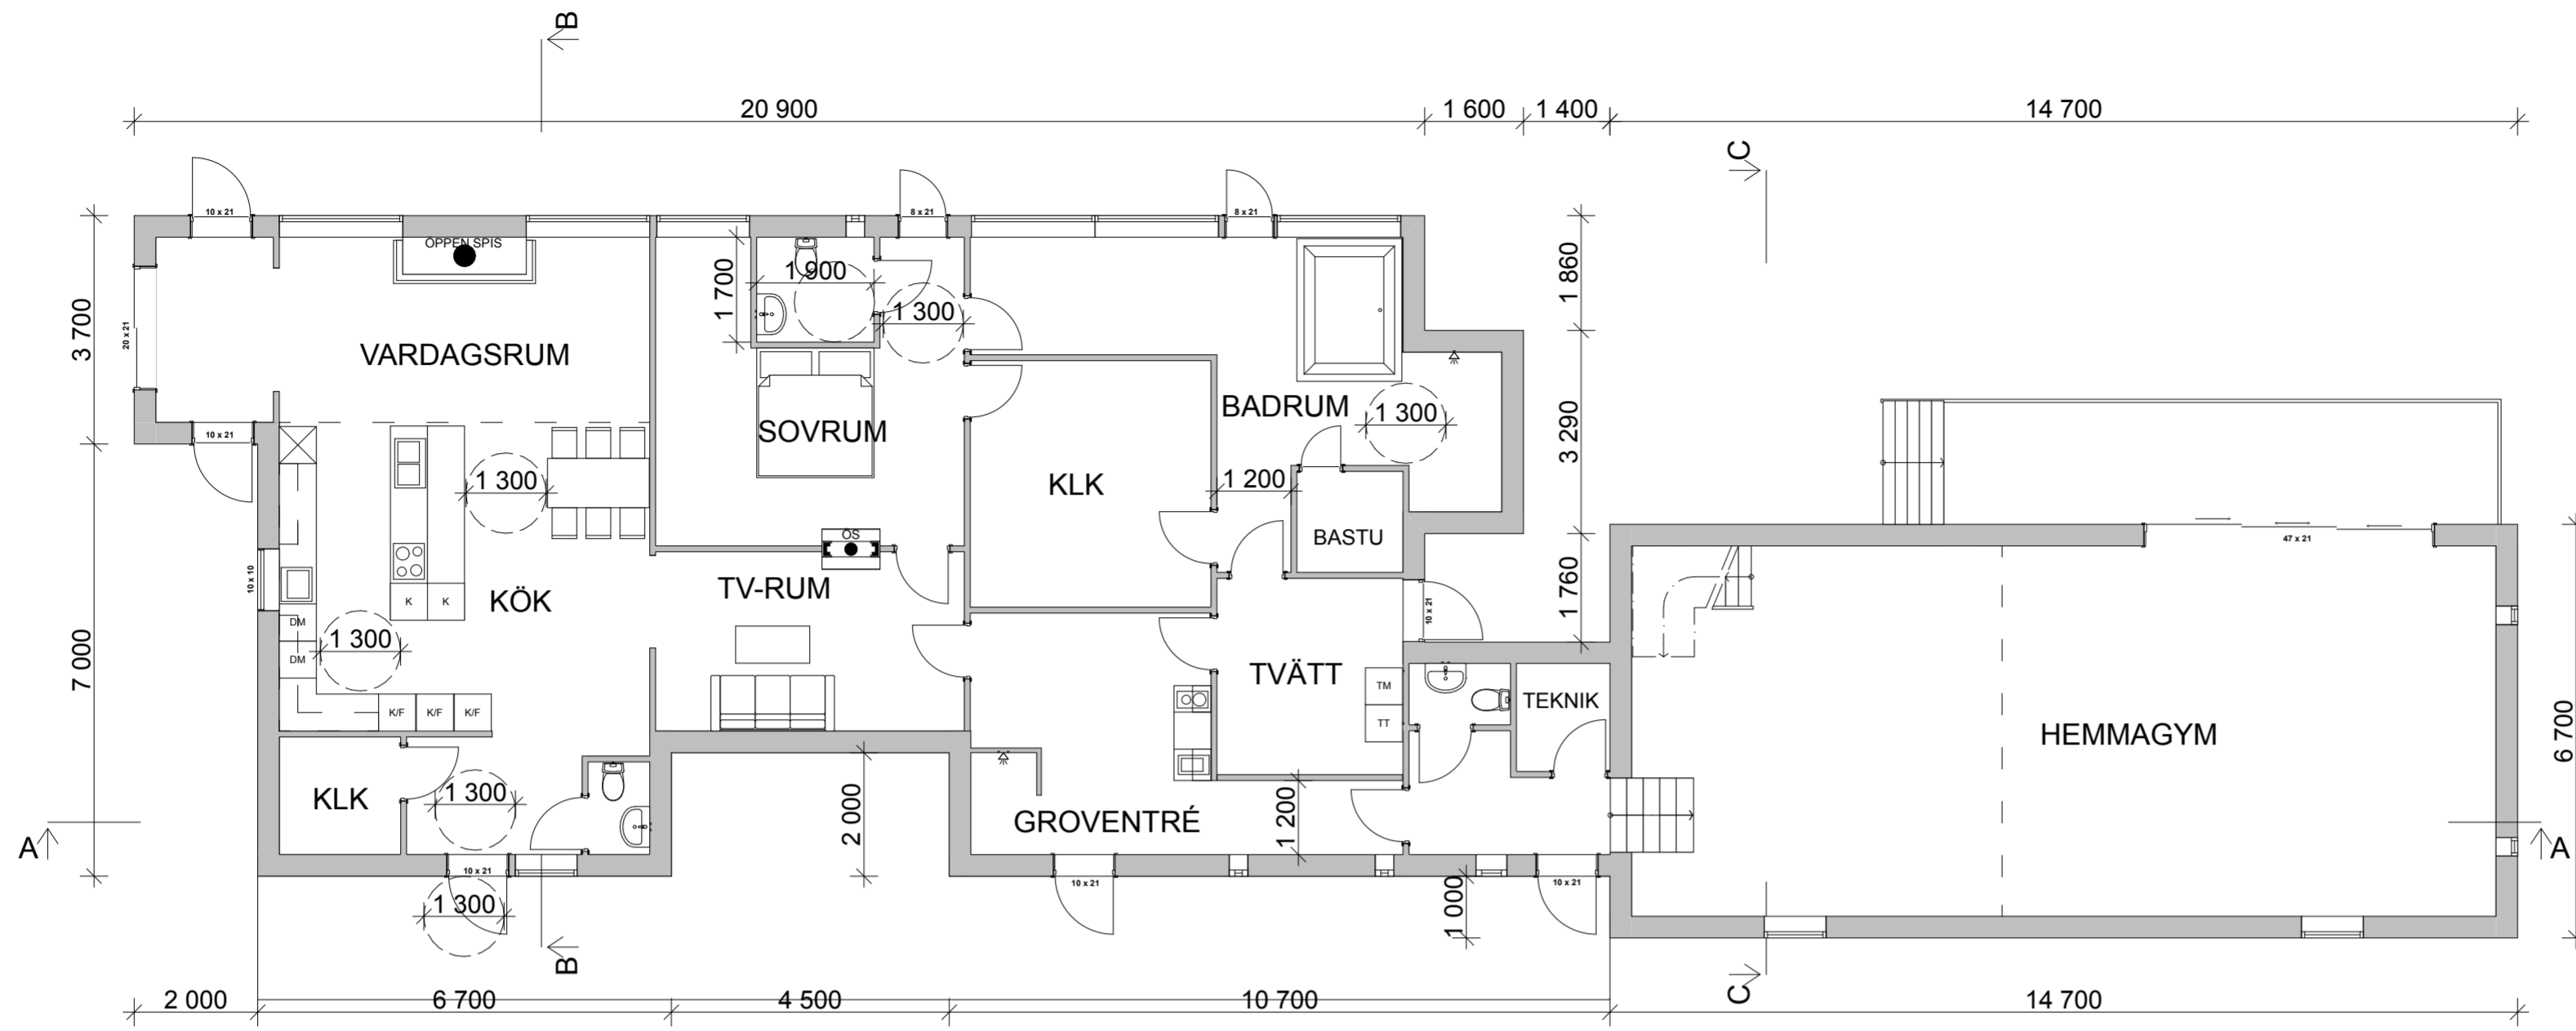 B
20 900
1 600
1 400
14 700
C
10 x 21
8 x 21
8 x 21
ÖPPEN SPIS
1 700
1 900
1 300
1 860
3 700
20 x 21
VARDAGSRUM
BADRUM
1 300
SOVRUM
3 290
10 x 21
1 300
KLK
1 200
ÖS
BASTU
47 x 21
10 x 10
KÖK
TV-RUM
1 760
K
K
10 x 21
DM
1 300
DM
7 000
TVÄTT
TM
TEKNIK
K/F
K/F
K/F
TT
HEMMAGYM
6 700
KLK
1 300
2 000
GROVENTRÉ
1 200
A
A
10 x 21
10 x 21
10 x 21
1 300
1 000
B
C
2 000
6 700
4 500
10 700
14 700